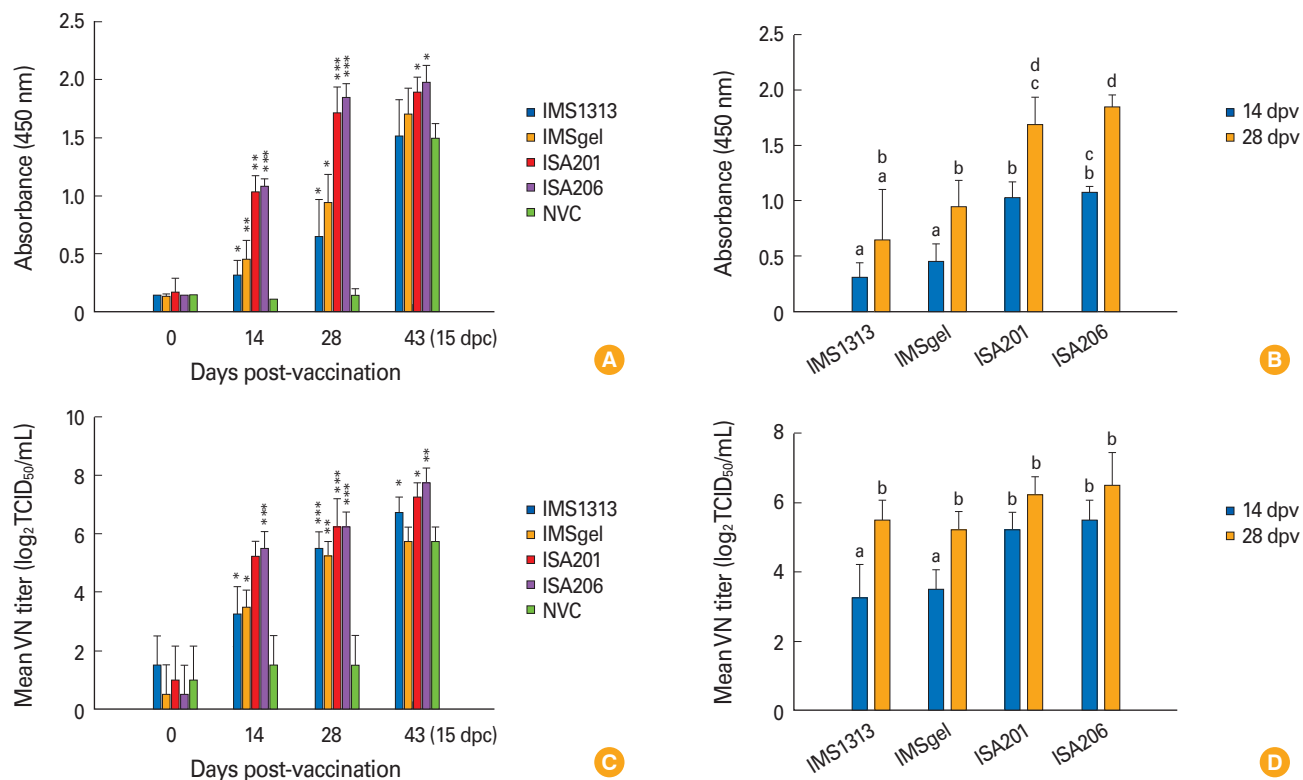 2.5
2.0
1.5
1.0
0.5
0
Absorbance (450 nm)
* ** ** ***
* * *** ***
* *
0 14 28 43 (15 dpc)
Days post-vaccination
IMS1313
IMSgel
ISA201
ISA206
NVC
A
2.5
2.0
1.5
1.0
0.5
0
Absorbance (450 nm)
a
b
a
a
b
b
d
c
c
b
d
IMS1313 IMSgel ISA201 ISA206
14 dpv
28 dpv
B
10
8
6
4
2
0
Mean VN titer (log₂ TCID₅₀/mL)
* * ***
*** ** *** ***
* * **
0 14 28 43 (15 dpc)
Days post-vaccination
IMS1313
IMSgel
ISA201
ISA206
NVC
C
8
6
4
2
0
Mean VN titer (log₂ TCID₅₀/mL)
a b a b b b b b
IMS1313 IMSgel ISA201 ISA206
14 dpv
28 dpv
D